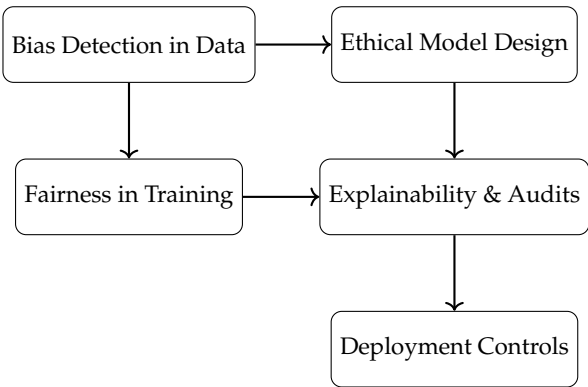 Bias Detection in Data
Ethical Model Design
Fairness in Training
Explainability & Audits
Deployment Controls